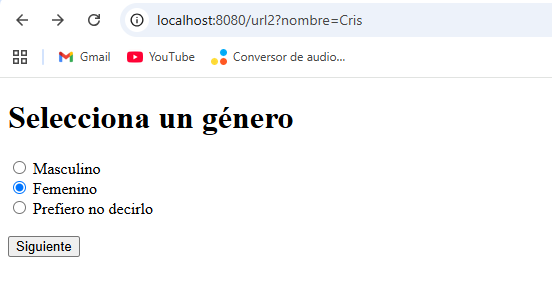 localhost:8080/url2?nombre=Cris
Gmail YouTube Conversor de audio...
Selecciona un género
Masculino
Femenino
Prefiero no decirlo
Siguiente